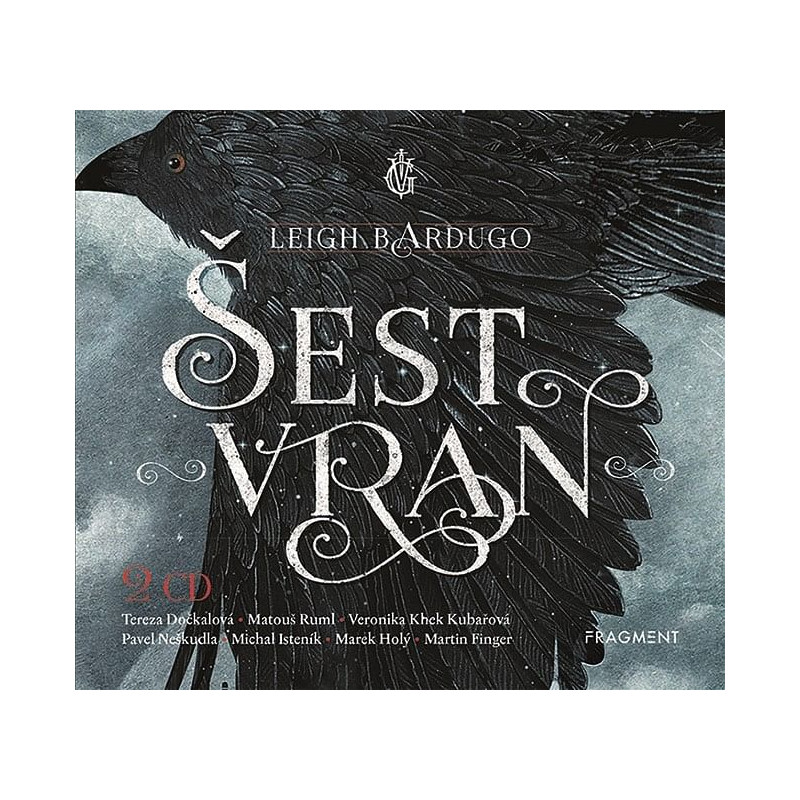 LEIGH BARDUGO
ŠEST
VRAN
2 CD
Tereza Dočkalová • Matouš Ruml • Veronika Khek Kubařová
Pavel Neškudla • Michal Isteník • Marek Holý • Martin Finger
FRAGMENT